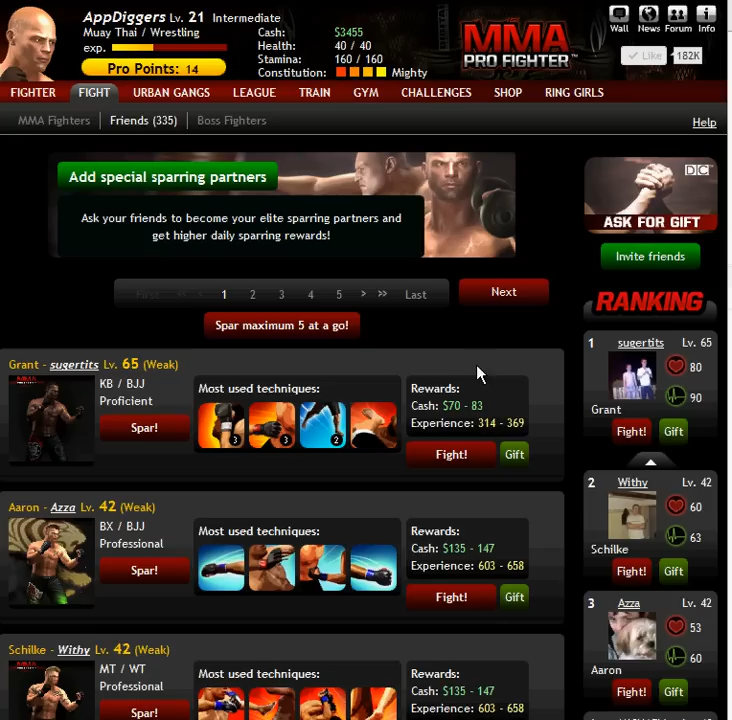 AppDiggers Lv. 21 Intermediate
Muay Thai / Wrestling
exp.
Pro Points: 14
Cash: $3455
Health: 40 / 40
Stamina: 160 / 160
Constitution: Mighty
MMA
PRO FIGHTER™
Wall News Forum Info
Like 182K
FIGHTER FIGHT URBAN GANGS LEAGUE TRAIN GYM CHALLENGES SHOP RING GIRLS
MMA Fighters Friends (335) Boss Fighters Help
Add special sparring partners
Ask your friends to become your elite sparring partners and
get higher daily sparring rewards!
DC
ASK FOR GIFT
Invite friends
First << < 1 2 3 4 5 > >> Last Next
Spar maximum 5 at a go!
RANKING
Grant - sugertits Lv. 65 (Weak)
KB / BJJ
Proficient
Spar!
Most used techniques:
3 3 2
Rewards:
Cash: $70 - 83
Experience: 314 - 369
Fight! Gift
Aaron - Azza Lv. 42 (Weak)
BX / BJJ
Professional
Spar!
Most used techniques:
Rewards:
Cash: $135 - 147
Experience: 603 - 658
Fight! Gift
Schilke - Withy Lv. 42 (Weak)
MT / WT
Professional
Spar!
Most used techniques:
Rewards:
Cash: $135 - 147
Experience: 603 - 658
1 sugertits Lv. 65
80
90
Grant
Fight! Gift
2 Withy Lv. 42
60
63
Schilke
Fight! Gift
3 Azza Lv. 42
53
60
Aaron
Fight! Gift